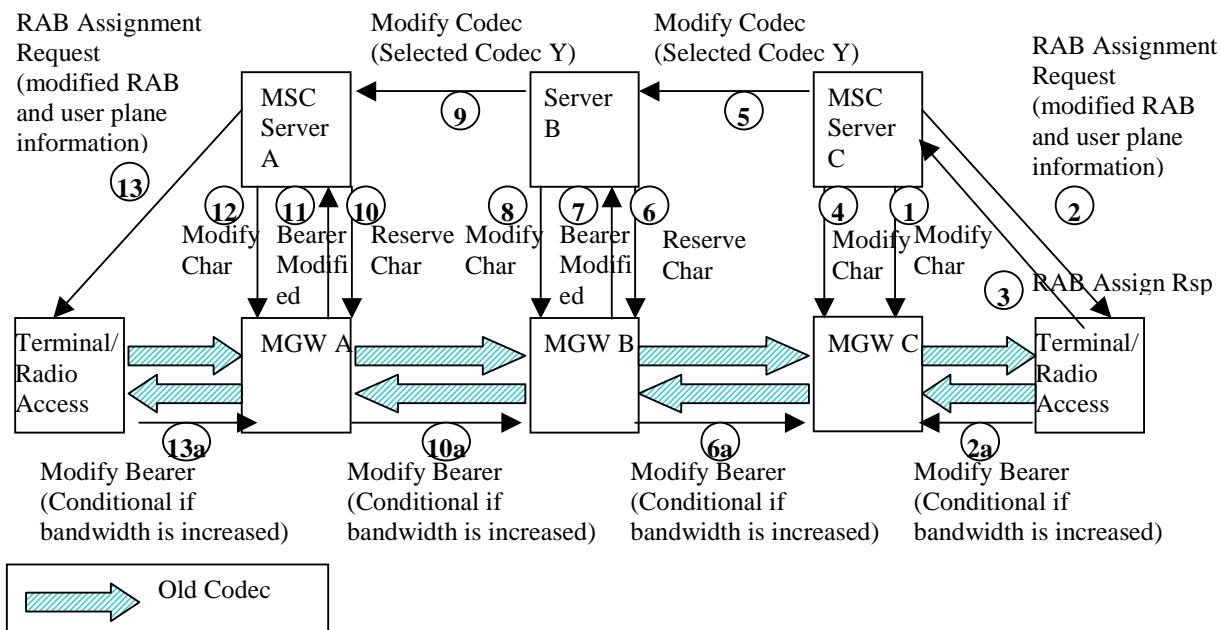 RAB Assignment
Request
(modified RAB
and user plane
information)
Modify Codec
(Selected Codec Y)
Modify Codec
(Selected Codec Y)
RAB Assignment
Request
(modified RAB
and user plane
information)
MSC
Server
A
9
Server
B
5
MSC
Server
C
13
12
11
10
8
7
6
4
1
2
Modify
Char
Bearer
Modifi
ed
Reserve
Char
Modify
Char
Bearer
Modifi
ed
Reserve
Char
Modify
Char
Modify
Char
3
RAB Assign Rsp
Terminal/
Radio
Access
MGW A
MGW B
MGW C
Terminal/
Radio
Access
13a
10a
6a
2a
Modify Bearer
(Conditional if
bandwidth is increased)
Modify Bearer
(Conditional if
bandwidth is increased)
Modify Bearer
(Conditional if
bandwidth is increased)
Modify Bearer
(Conditional if
bandwidth is increased)
Old Codec